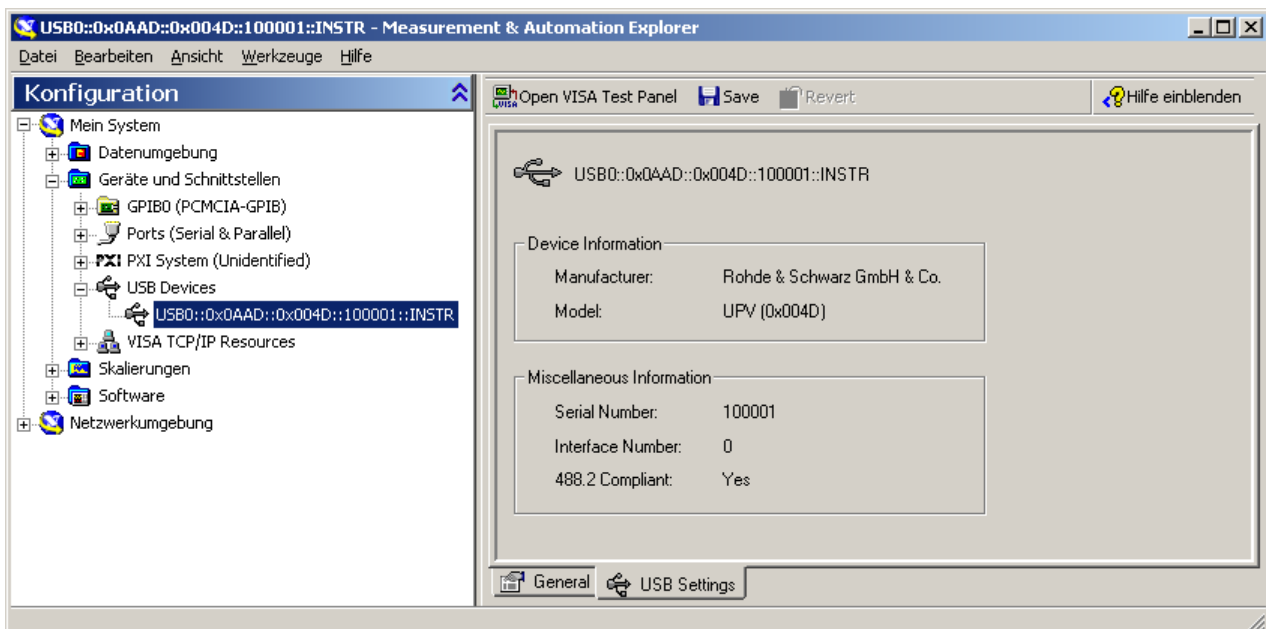 USB0::0x0AAD::0x004D::100001::INSTR - Measurement & Automation Explorer
Datei Bearbeiten Ansicht Werkzeuge Hilfe
Konfiguration
Mein System
Datenumgebung
Geräte und Schnittstellen
GPIB0 (PCMCIA-GPIB)
Ports (Serial & Parallel)
PXI PXI System (Unidentified)
USB Devices
USB0::0x0AAD::0x004D::100001::INSTR
VISA TCP/IP Resources
Skalierungen
Software
Netzwerkumgebung
VISA Open VISA Test Panel Save Revert Hilfe einblenden
USB0::0x0AAD::0x004D::100001::INSTR
Device Information
Manufacturer: Rohde & Schwarz GmbH & Co.
Model: UPV (0x004D)
Miscellaneous Information
Serial Number: 100001
Interface Number: 0
488.2 Compliant: Yes
General USB Settings